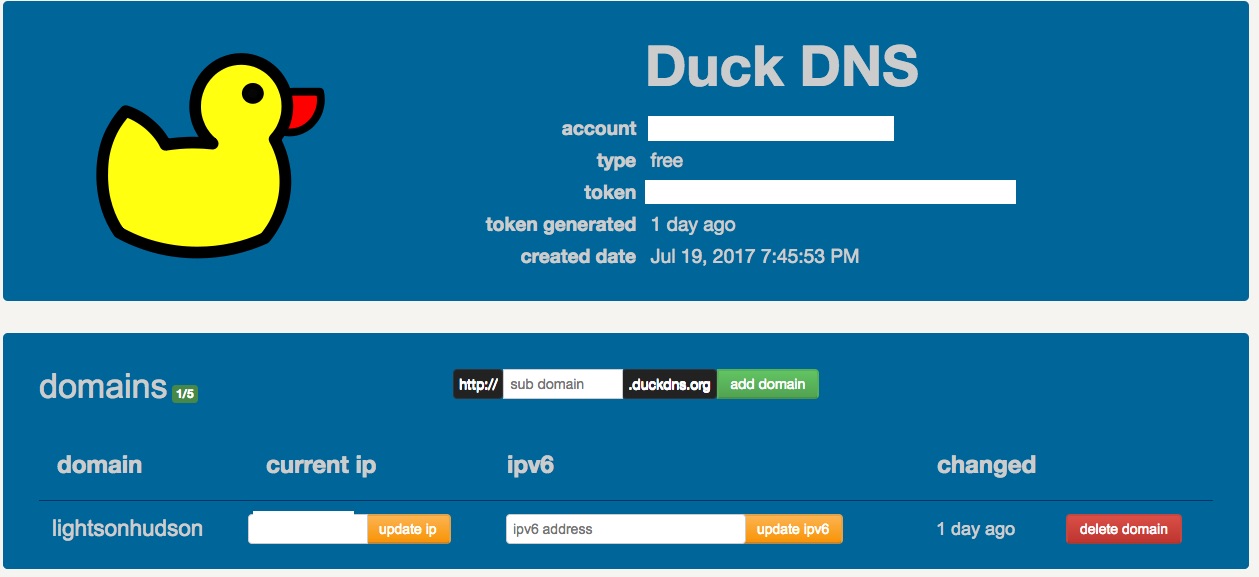 Duck DNS
account
type free
token
token generated 1 day ago
created date Jul 19, 2017 7:45:53 PM
domains 1/5 http:// sub domain .duckdns.org add domain
domain current ip ipv6 changed
lightsonhudson update ip ipv6 address update ipv6 1 day ago delete domain